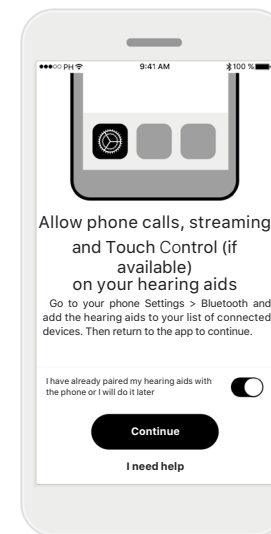 ●●●○○ PH 9:41 AM 100 %
Allow phone calls, streaming
and Touch Control (if
available)
on your hearing aids
Go to your phone Settings > Bluetooth and
add the hearing aids to your list of connected
devices. Then return to the app to continue.
I have already paired my hearing aids with
the phone or I will do it later
Continue
I need help